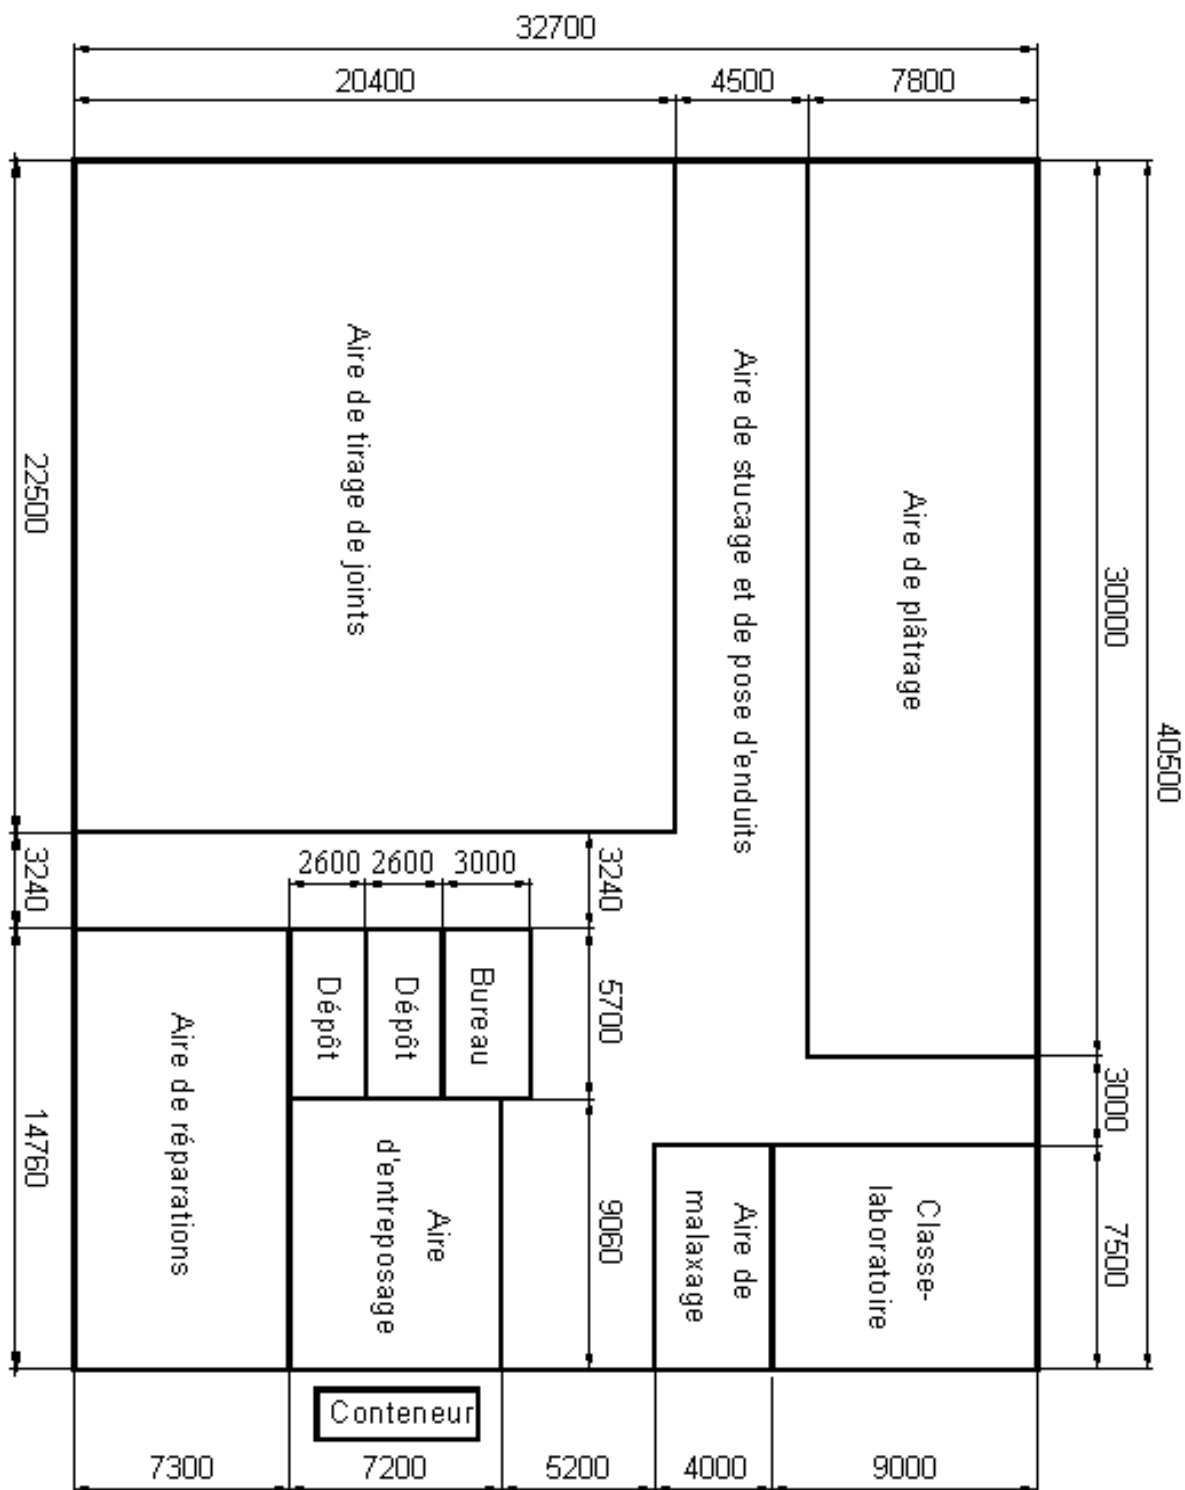 32700
20400 4500 7800
Aire de tirage de joints
Aire de stucage et de pose d'enduits
Aire de plâtrage
22500
30000
40500
3240
2600 2600 3000
3240
Dépôt
Dépôt
Bureau
5700
3000
Aire de réparations
14760
Aire
d'entreposage
9060
Aire de
malaxage
Classe-
laboratoire
7500
Conteneur
7300 7200 5200 4000 9000